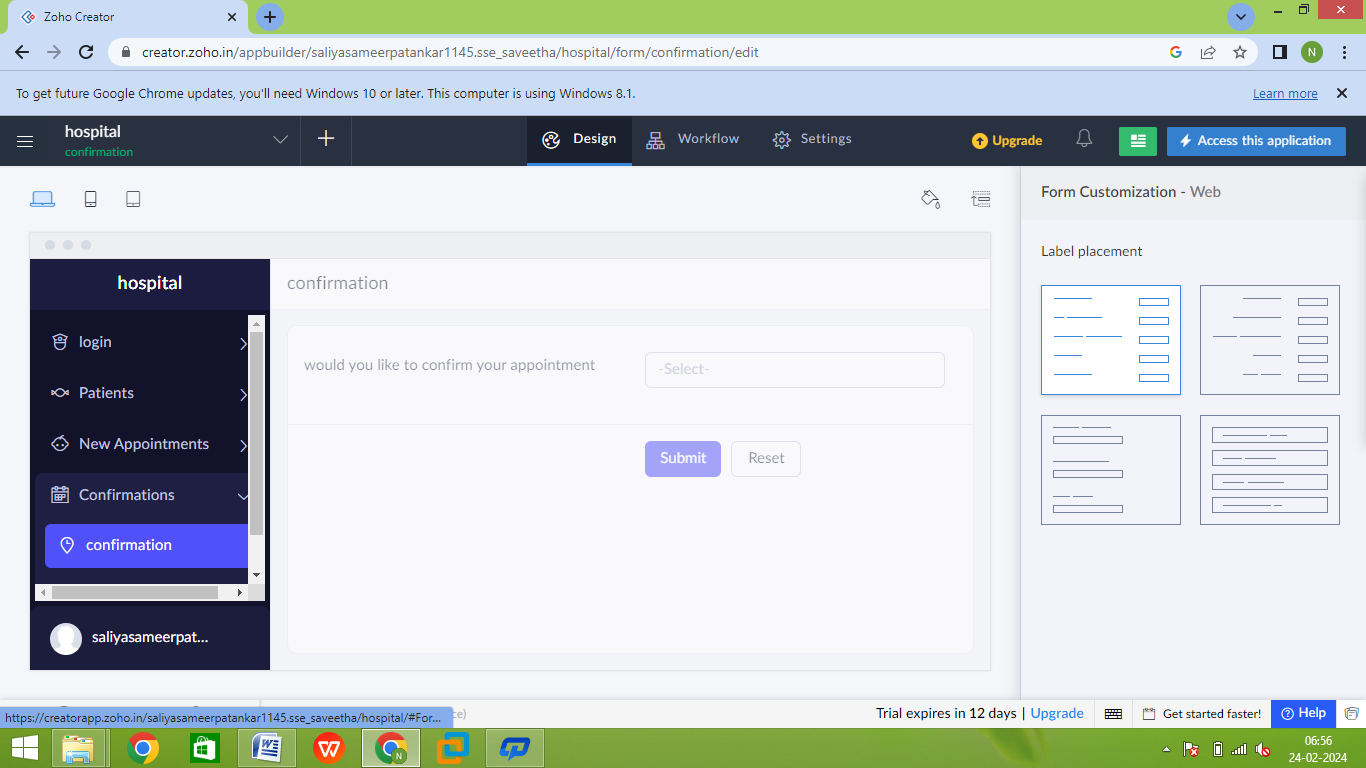 Zoho Creator
creator.zoho.in/appbuilder/saliyasameerpatankar1145.sse_saveetha/hospital/form/confirmation/edit
N
To get future Google Chrome updates, you'll need Windows 10 or later. This computer is using Windows 8.1.
Learn more
hospital
confirmation
Design
Workflow
Settings
Upgrade
Access this application
Form Customization - Web
Label placement
hospital
login
Patients
New Appointments
Confirmations
confirmation
saliyasameerpat...
confirmation
would you like to confirm your appointment
-Select-
Submit
Reset
https://creatorapp.zoho.in/saliyasameerpatankar1145.sse_saveetha/hospital/#For...
Trial expires in 12 days | Upgrade
Get started faster!
Help
N
06:56
24-02-2024